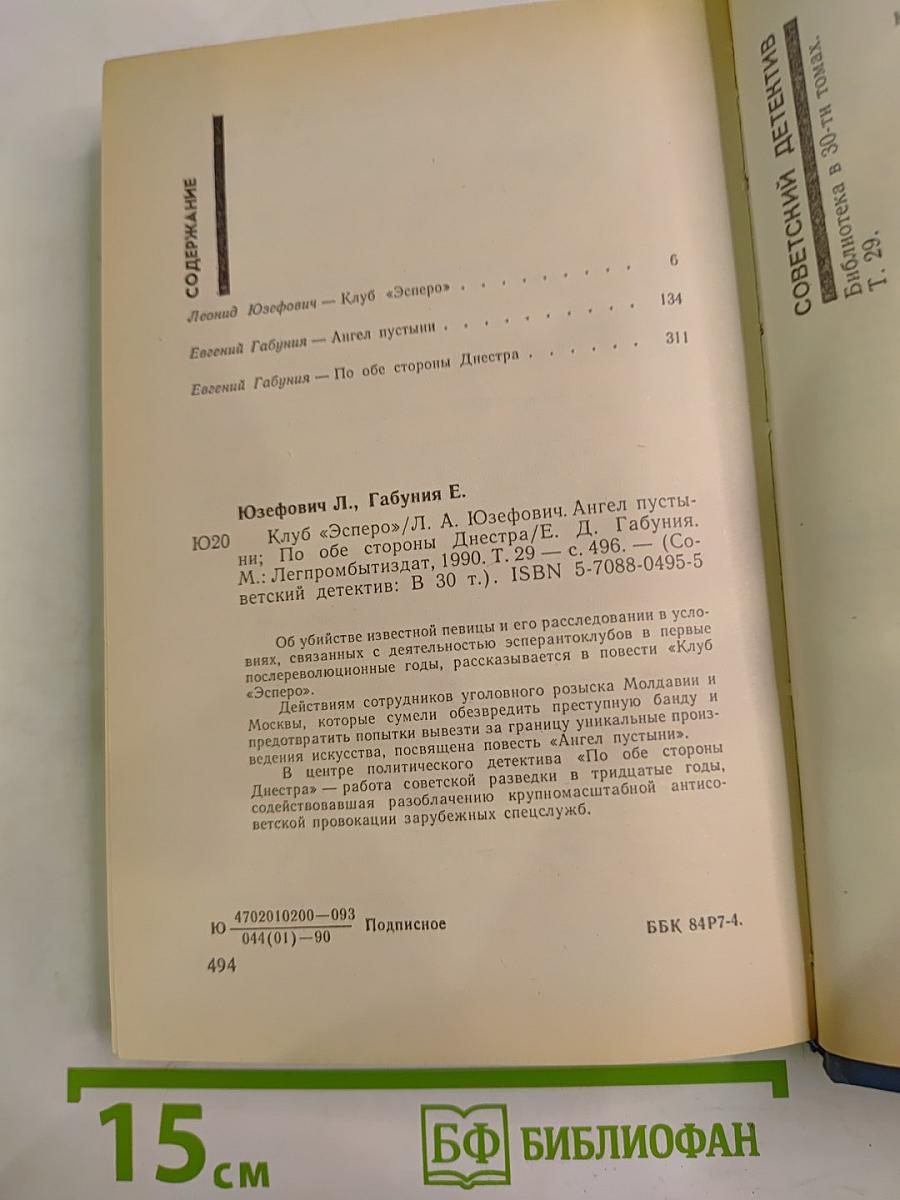 СОДЕРЖАНИЕ
Леонид Юзефович — Клуб «Эсперо» . . . . . . . . . 6
Евгений Габуния — Ангел пустыни . . . . . . . . . 134
Евгений Габуния — По обе стороны Днестра . . . . . . 311
Юзефович Л., Габуния Е.
Ю20 Клуб «Эсперо»/Л. А. Юзефович. Ангел пусты-
ни; По обе стороны Днестра/Е. Д. Габуния.
М.: Легпромбытиздат, 1990. Т. 29 — с. 496. — (Со-
ветский детектив: В 30 т.). ISBN 5-7088-0495-5
Об убийстве известной певицы и его расследовании в усло-
виях, связанных с деятельностью эсперантоклубов в первые
послереволюционные годы, рассказывается в повести «Клуб
«Эсперо».
Действиям сотрудников уголовного розыска Молдавии и
Москвы, которые сумели обезвредить преступную банду и
предотвратить попытки вывезти за границу уникальные произ-
ведения искусства, посвящена повесть «Ангел пустыни».
В центре политического детектива «По обе стороны
Днестра» — работа советской разведки в тридцатые годы,
содействовавшая разоблачению крупномасштабной антисо-
ветской провокации зарубежных спецслужб.
Ю 4702010200—093
044(01)—90 Подписное ББК 84Р7-4.
494
СОВЕТСКИЙ ДЕТЕКТИВ
Библиотека в 30-ти томах.
Т. 29.
15 см
БФ БИБЛИОФАН